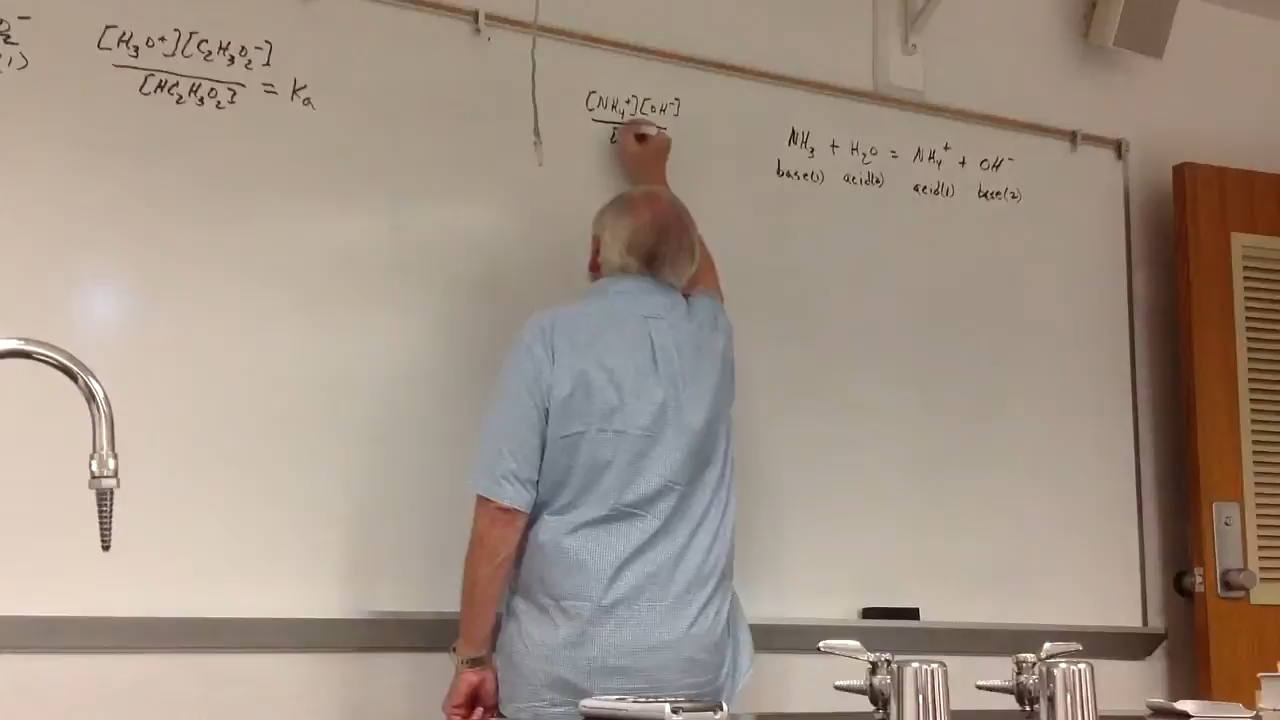 [H₃O⁺][C₂H₃O₂⁻]
[HC₂H₃O₂] = Ka
[NH₄⁺][OH⁻]
NH₃ + H₂O = NH₄⁺ + OH⁻
base(1) acid(2) acid(1) base(2)